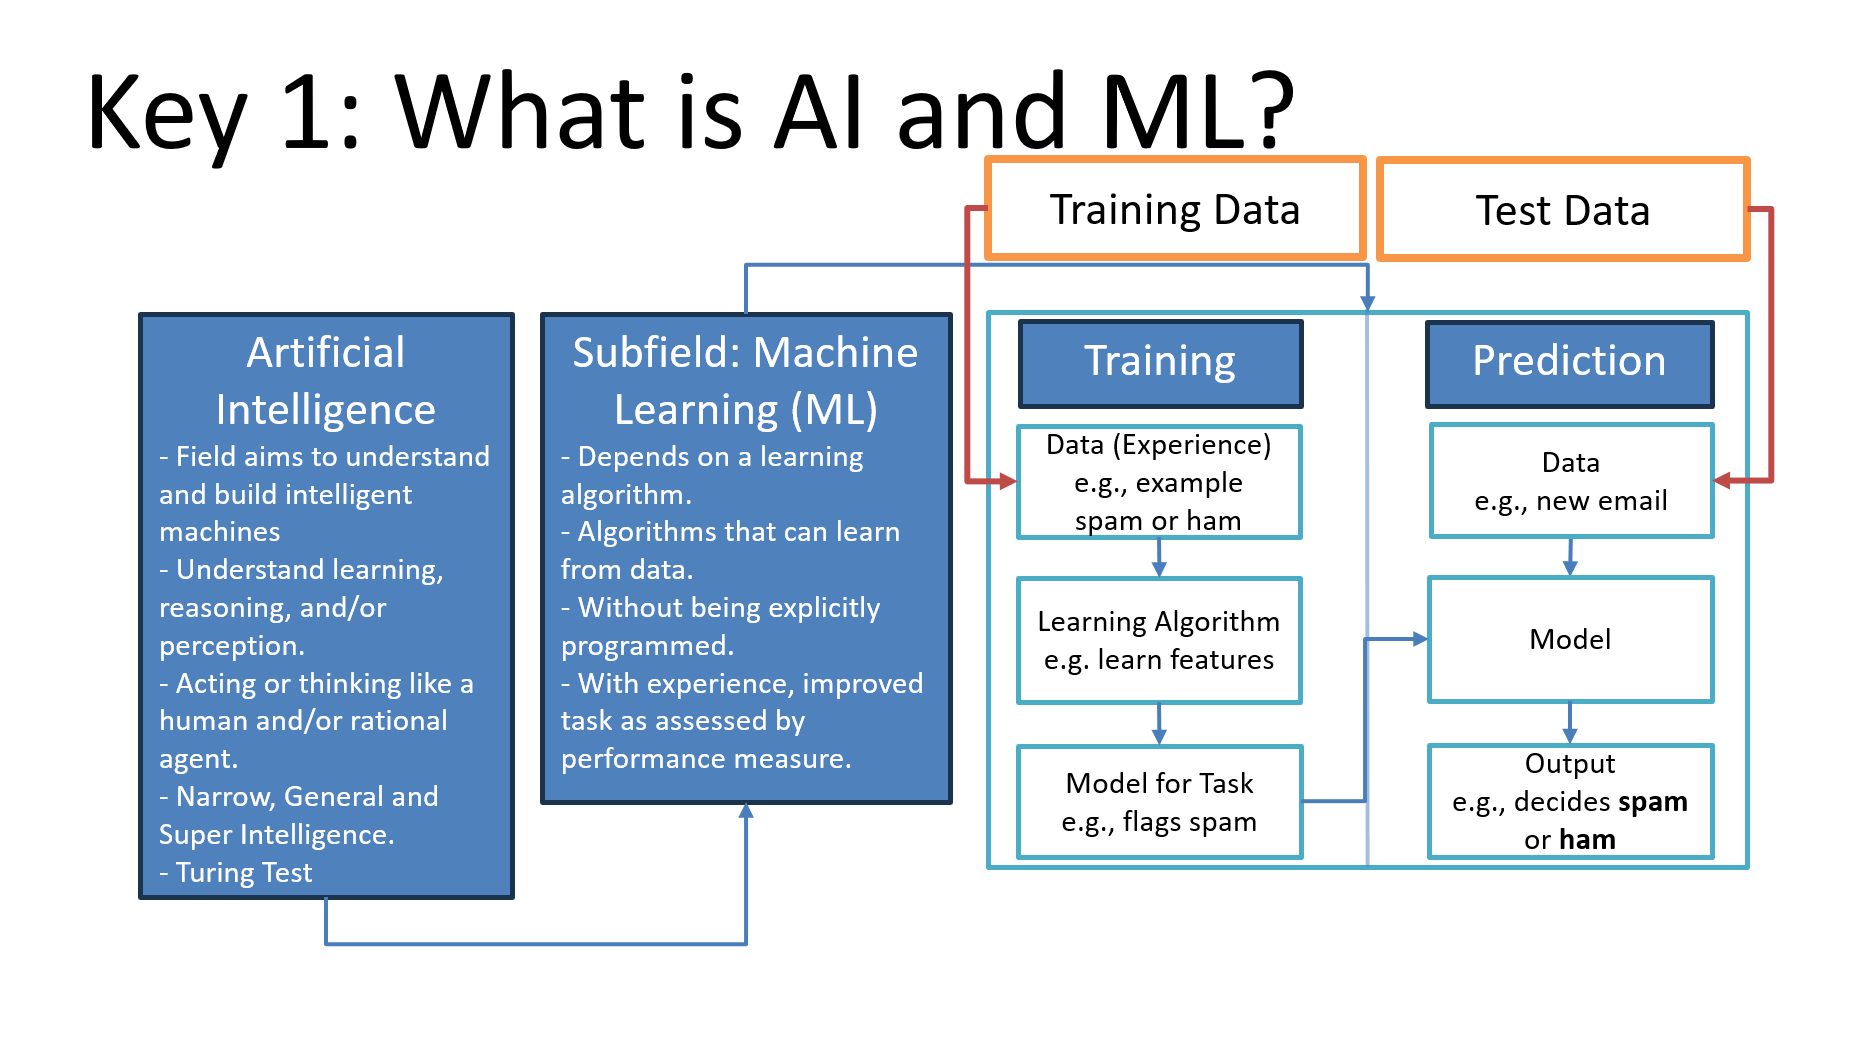 Key 1: What is AI and ML?
Training Data
Test Data
Artificial
Intelligence
- Field aims to understand
and build intelligent
machines
- Understand learning,
reasoning, and/or
perception.
- Acting or thinking like a
human and/or rational
agent.
- Narrow, General and
Super Intelligence.
- Turing Test
Subfield: Machine
Learning (ML)
- Depends on a learning
algorithm.
- Algorithms that can learn
from data.
- Without being explicitly
programmed.
- With experience, improved
task as assessed by
performance measure.
Training
Data (Experience)
e.g., example
spam or ham
Learning Algorithm
e.g. learn features
Model for Task
e.g., flags spam
Prediction
Data
e.g., new email
Model
Output
e.g., decides spam
or ham